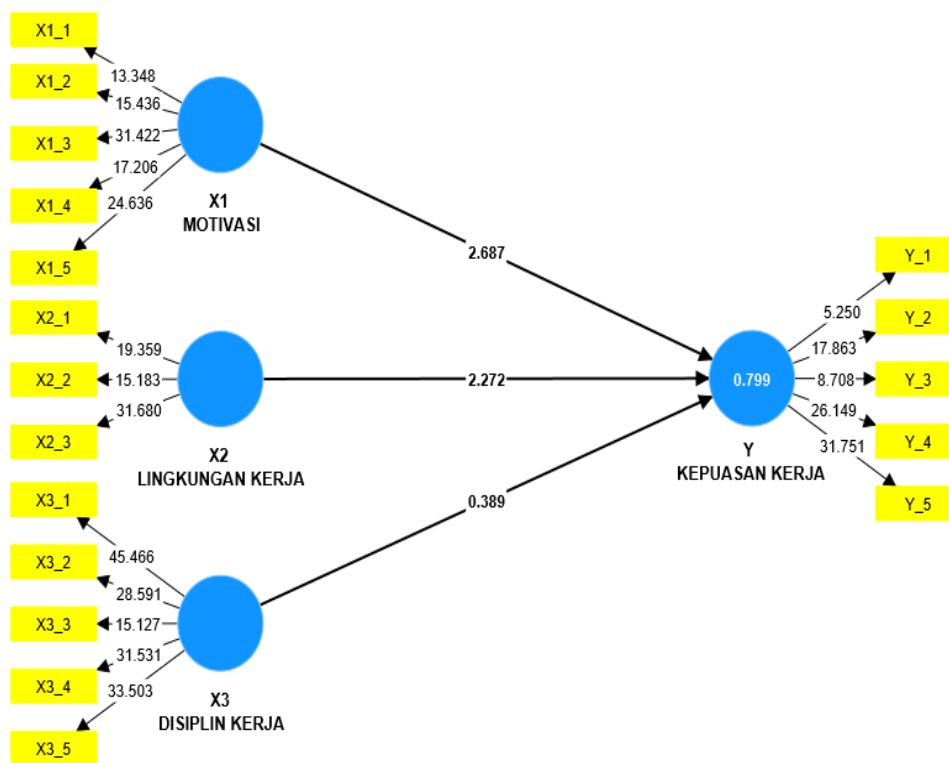 X1_1
X1_2
X1_3
X1_4
X1_5
13.348
15.436
31.422
17.206
24.636
X1
MOTIVASI
2.687
X2_1
X2_2
X2_3
19.359
15.183
31.680
X2
LINGKUNGAN KERJA
2.272
X3_1
X3_2
X3_3
X3_4
X3_5
45.466
28.591
15.127
31.531
33.503
X3
DISIPLIN KERJA
0.389
0.799
Y
KEPUASAN KERJA
5.250
17.863
8.708
26.149
31.751
Y_1
Y_2
Y_3
Y_4
Y_5